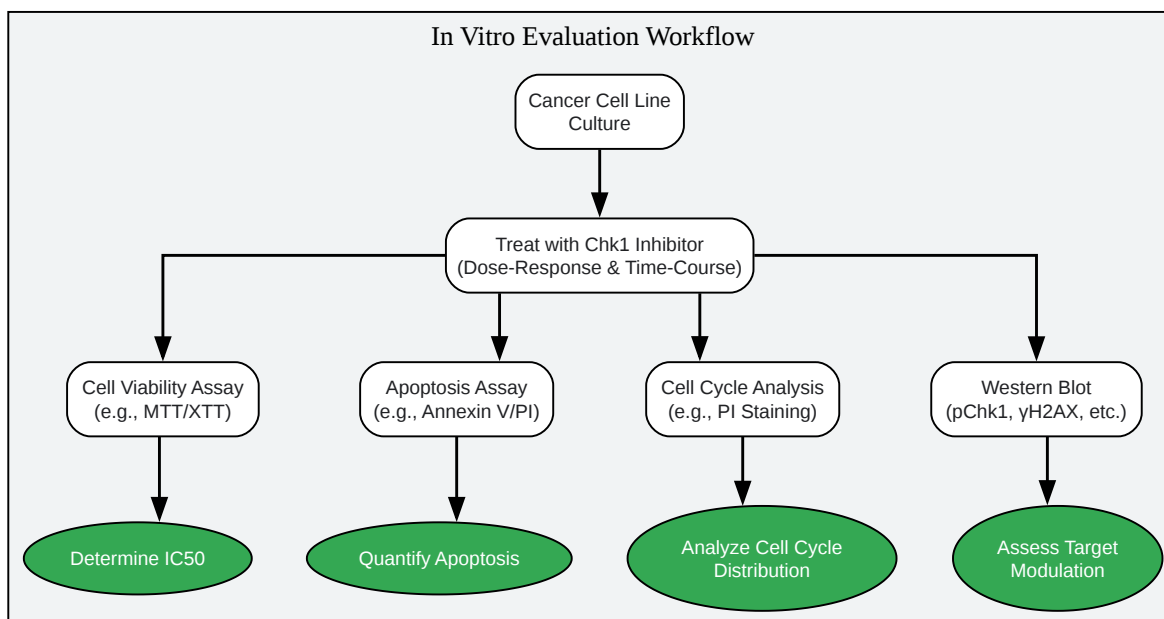 In Vitro Evaluation Workflow
Cancer Cell Line
Culture
Treat with Chk1 Inhibitor
(Dose-Response & Time-Course)
Cell Viability Assay
(e.g., MTT/XTT)
Apoptosis Assay
(e.g., Annexin V/PI)
Cell Cycle Analysis
(e.g., PI Staining)
Western Blot
(pChk1, γH2AX, etc.)
Determine IC50
Quantify Apoptosis
Analyze Cell Cycle
Distribution
Assess Target
Modulation